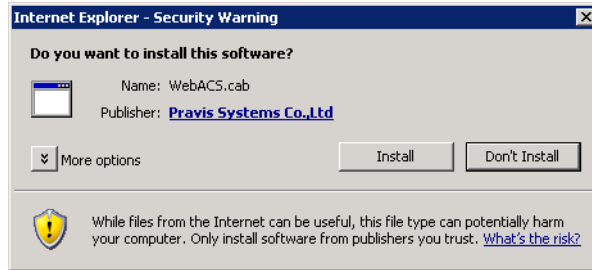 Internet Explorer - Security Warning
Do you want to install this software?
Name: WebACS.cab
Publisher: Pravis Systems Co.,Ltd
More options
Install
Don't Install
While files from the Internet can be useful, this file type can potentially harm
your computer. Only install software from publishers you trust. What's the risk?